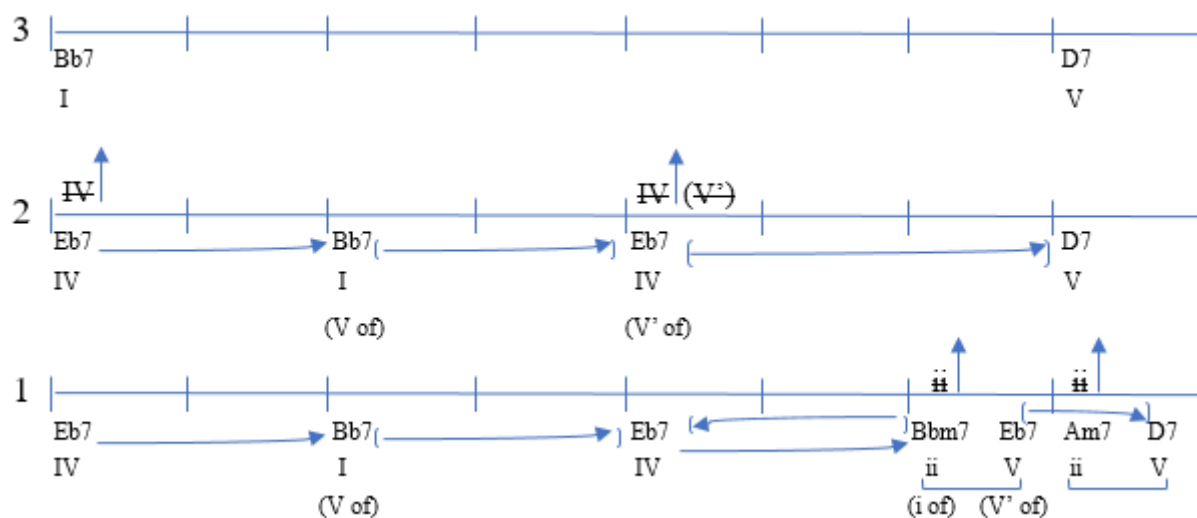 3
Bb7 D7
I V
IV IV (V’)
2
Eb7 Bb7 Eb7 D7
IV I IV V
(V of) (V’ of)
ii ii
1
Eb7 Bb7 Eb7 Bbm7 Eb7 Am7 D7
IV I IV ii V ii V
(V of) (i of) (V’ of)